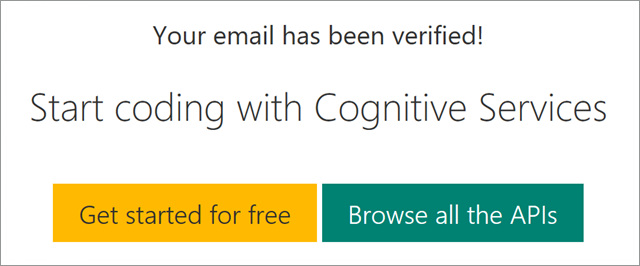 Your email has been verified!
Start coding with Cognitive Services
Get started for free
Browse all the APIs